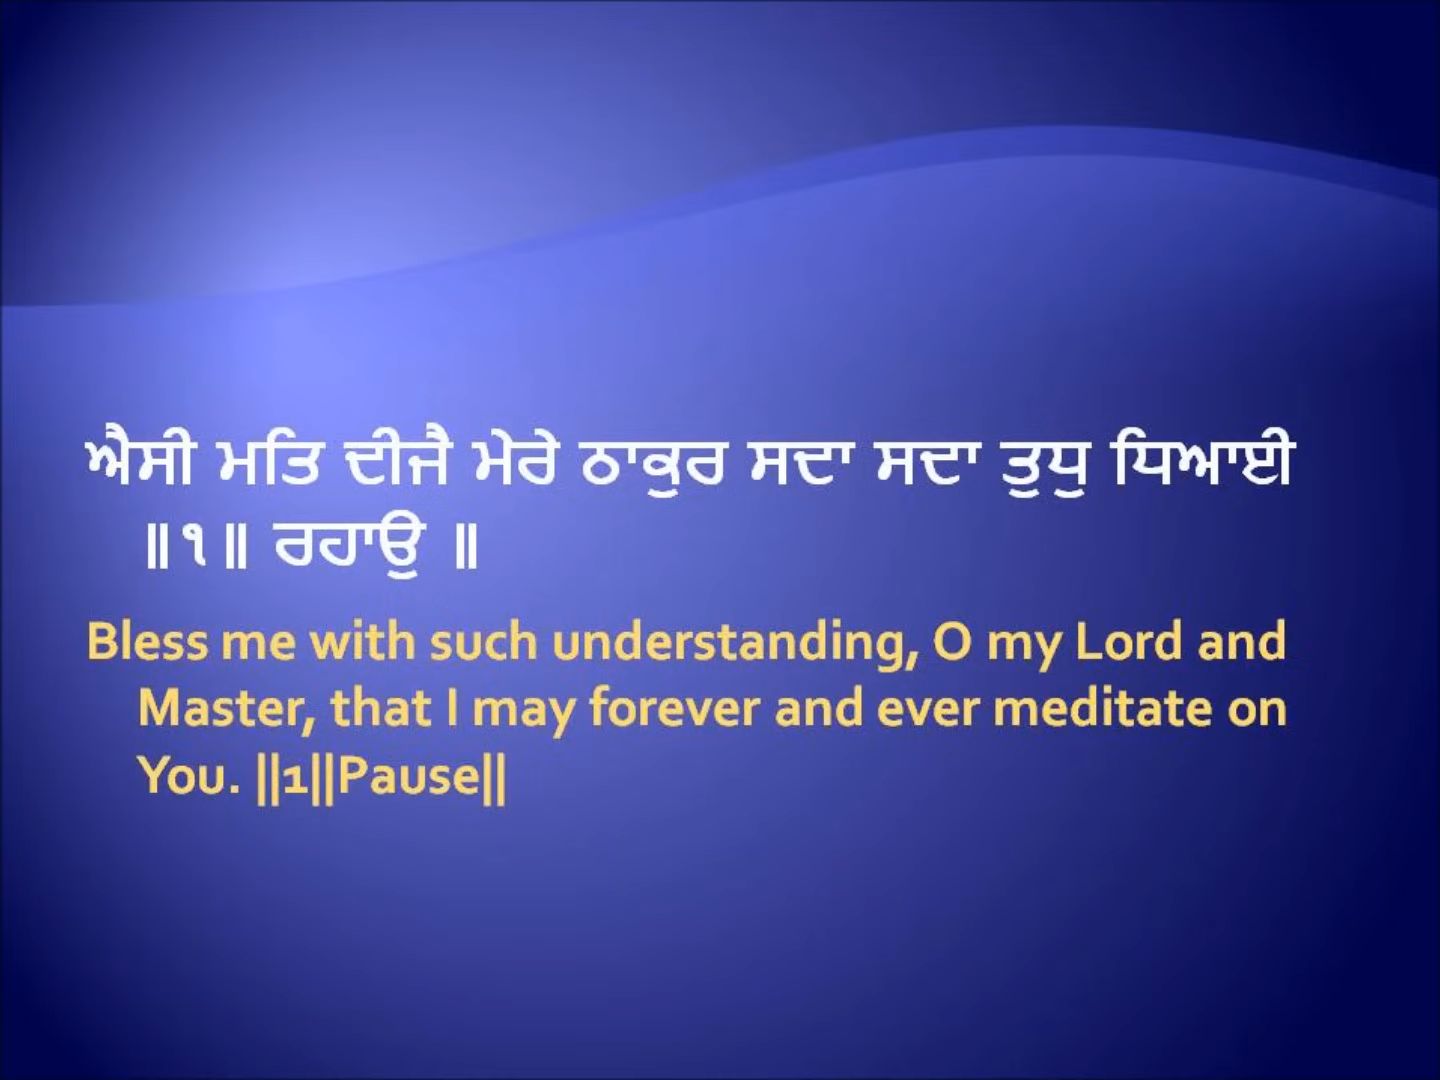 ਐਸੀ ਮਤਿ ਦੀਜੈ ਮੇਰੇ ਠਾਕੁਰ ਸਦਾ ਸਦਾ ਤੁਧੁ ਧਿਆਈ
॥੧॥ ਰਹਾਉ ॥
Bless me with such understanding, O my Lord and
Master, that I may forever and ever meditate on
You. ||1||Pause||